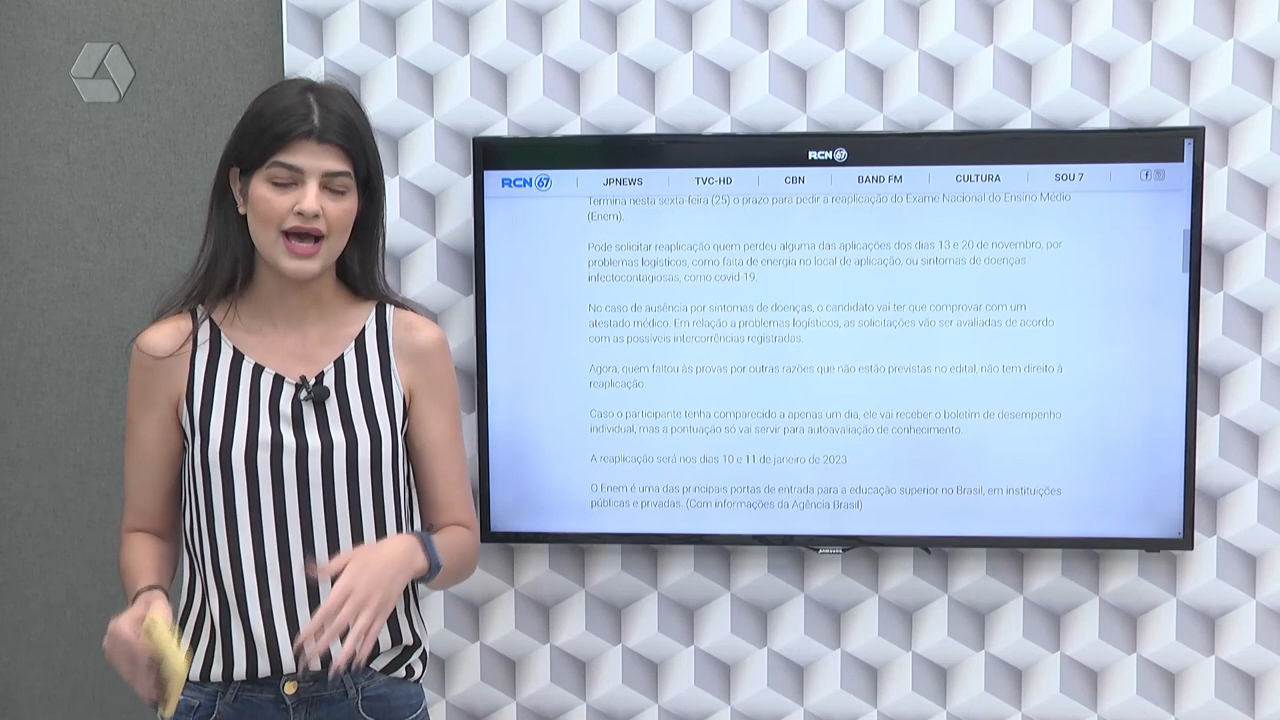 RCN 67
RCN 67 JPNEWS TVC-HD CBN BAND FM CULTURA SOU 7
Termina nesta sexta-feira (25) o prazo para pedir a reaplicação do Exame Nacional do Ensino Médio
(Enem).
Pode solicitar reaplicação quem perdeu alguma das aplicações dos dias 13 e 20 de novembro, por
problemas logísticos, como falta de energia no local de aplicação, ou sintomas de doenças
infectocontagiosas, como covid-19.
No caso de ausência por sintomas de doenças, o candidato vai ter que comprovar com um
atestado médico. Em relação a problemas logísticos, as solicitações vão ser avaliadas de acordo
com as possíveis intercorrências registradas.
Agora, quem faltou às provas por outras razões que não estão previstas no edital, não tem direito à
reaplicação.
Caso o participante tenha comparecido a apenas um dia, ele vai receber o boletim de desempenho
individual, mas a pontuação só vai servir para autoavaliação de conhecimento.
A reaplicação será nos dias 10 e 11 de janeiro de 2023
O Enem é uma das principais portas de entrada para a educação superior no Brasil, em instituições
públicas e privadas. (Com informações da Agência Brasil)
SAMSUNG